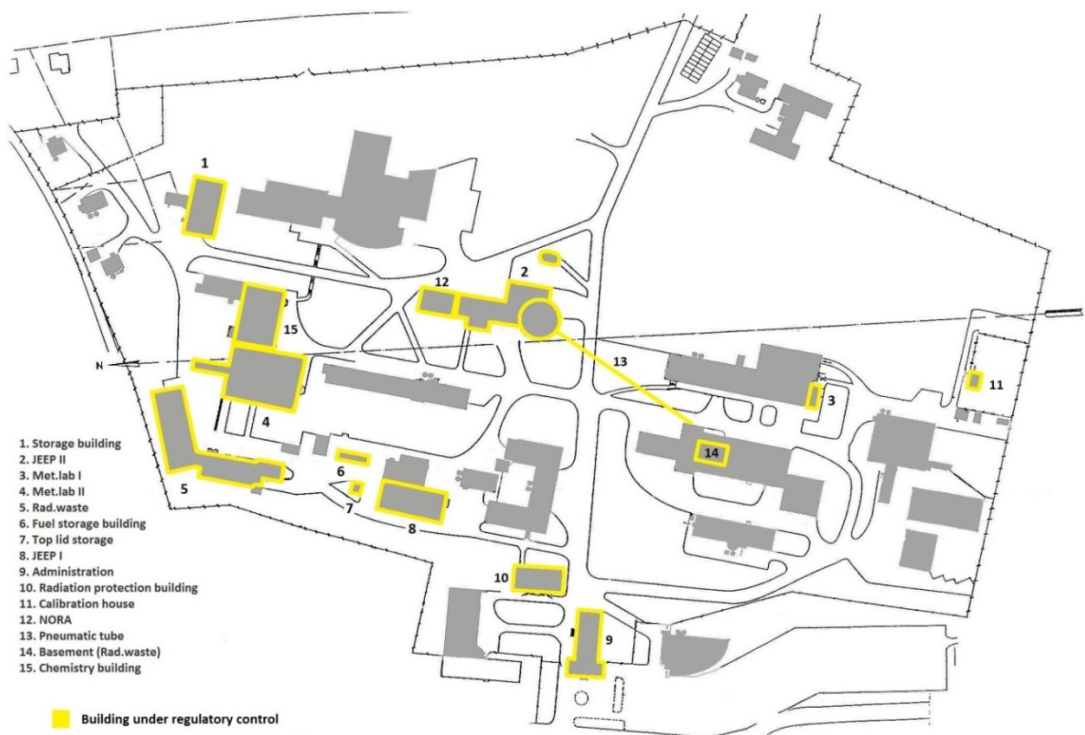 1
2
12
15
13
N
11
3
4
14
6
5
7
8
10
9
1. Storage building
2. JEEP II
3. Met.lab I
4. Met.lab II
5. Rad.waste
6. Fuel storage building
7. Top lid storage
8. JEEP I
9. Administration
10. Radiation protection building
11. Calibration house
12. NORA
13. Pneumatic tube
14. Basement (Rad.waste)
15. Chemistry building
Building under regulatory control